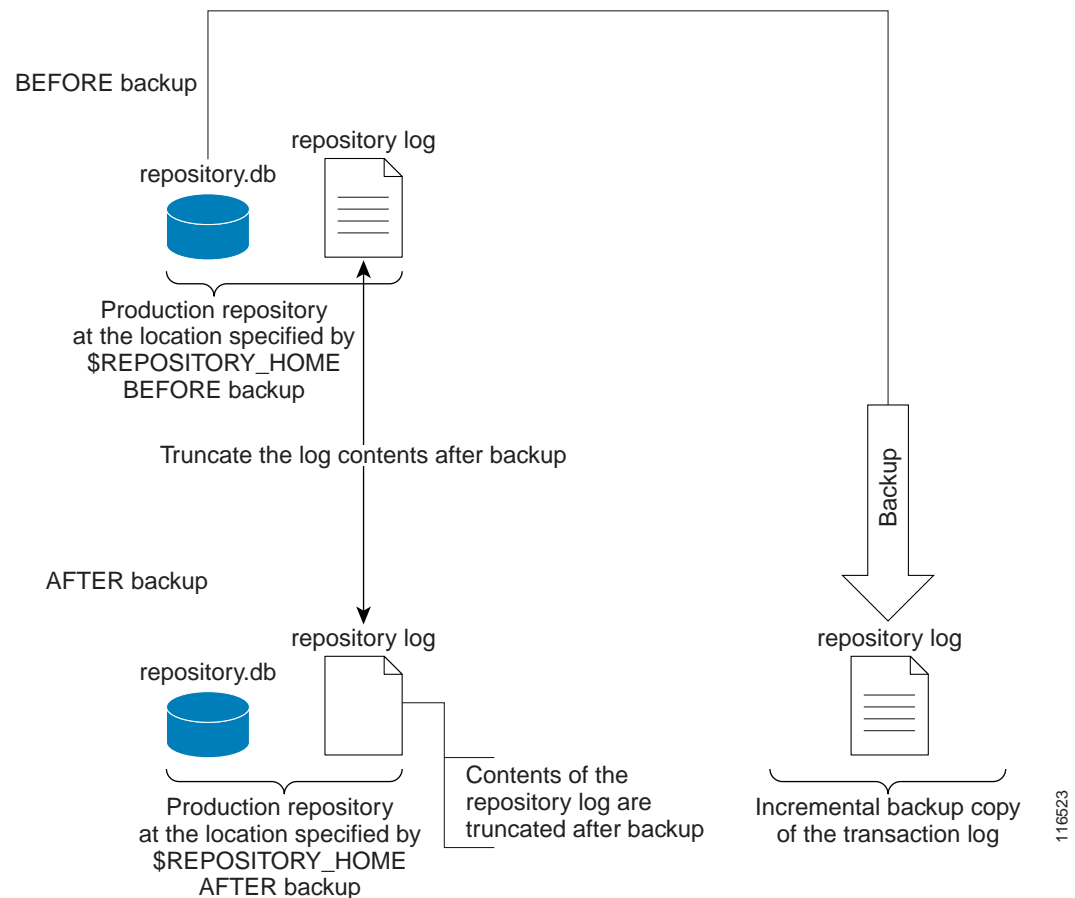 BEFORE backup
repository log
repository.db
Production repository
at the location specified by
$REPOSITORY_HOME
BEFORE backup
Truncate the log contents after backup
Backup
AFTER backup
repository log
repository.db
repository log
Contents of the
repository log are
truncated after backup
Production repository
at the location specified by
$REPOSITORY_HOME
AFTER backup
Incremental backup copy
of the transaction log
116523